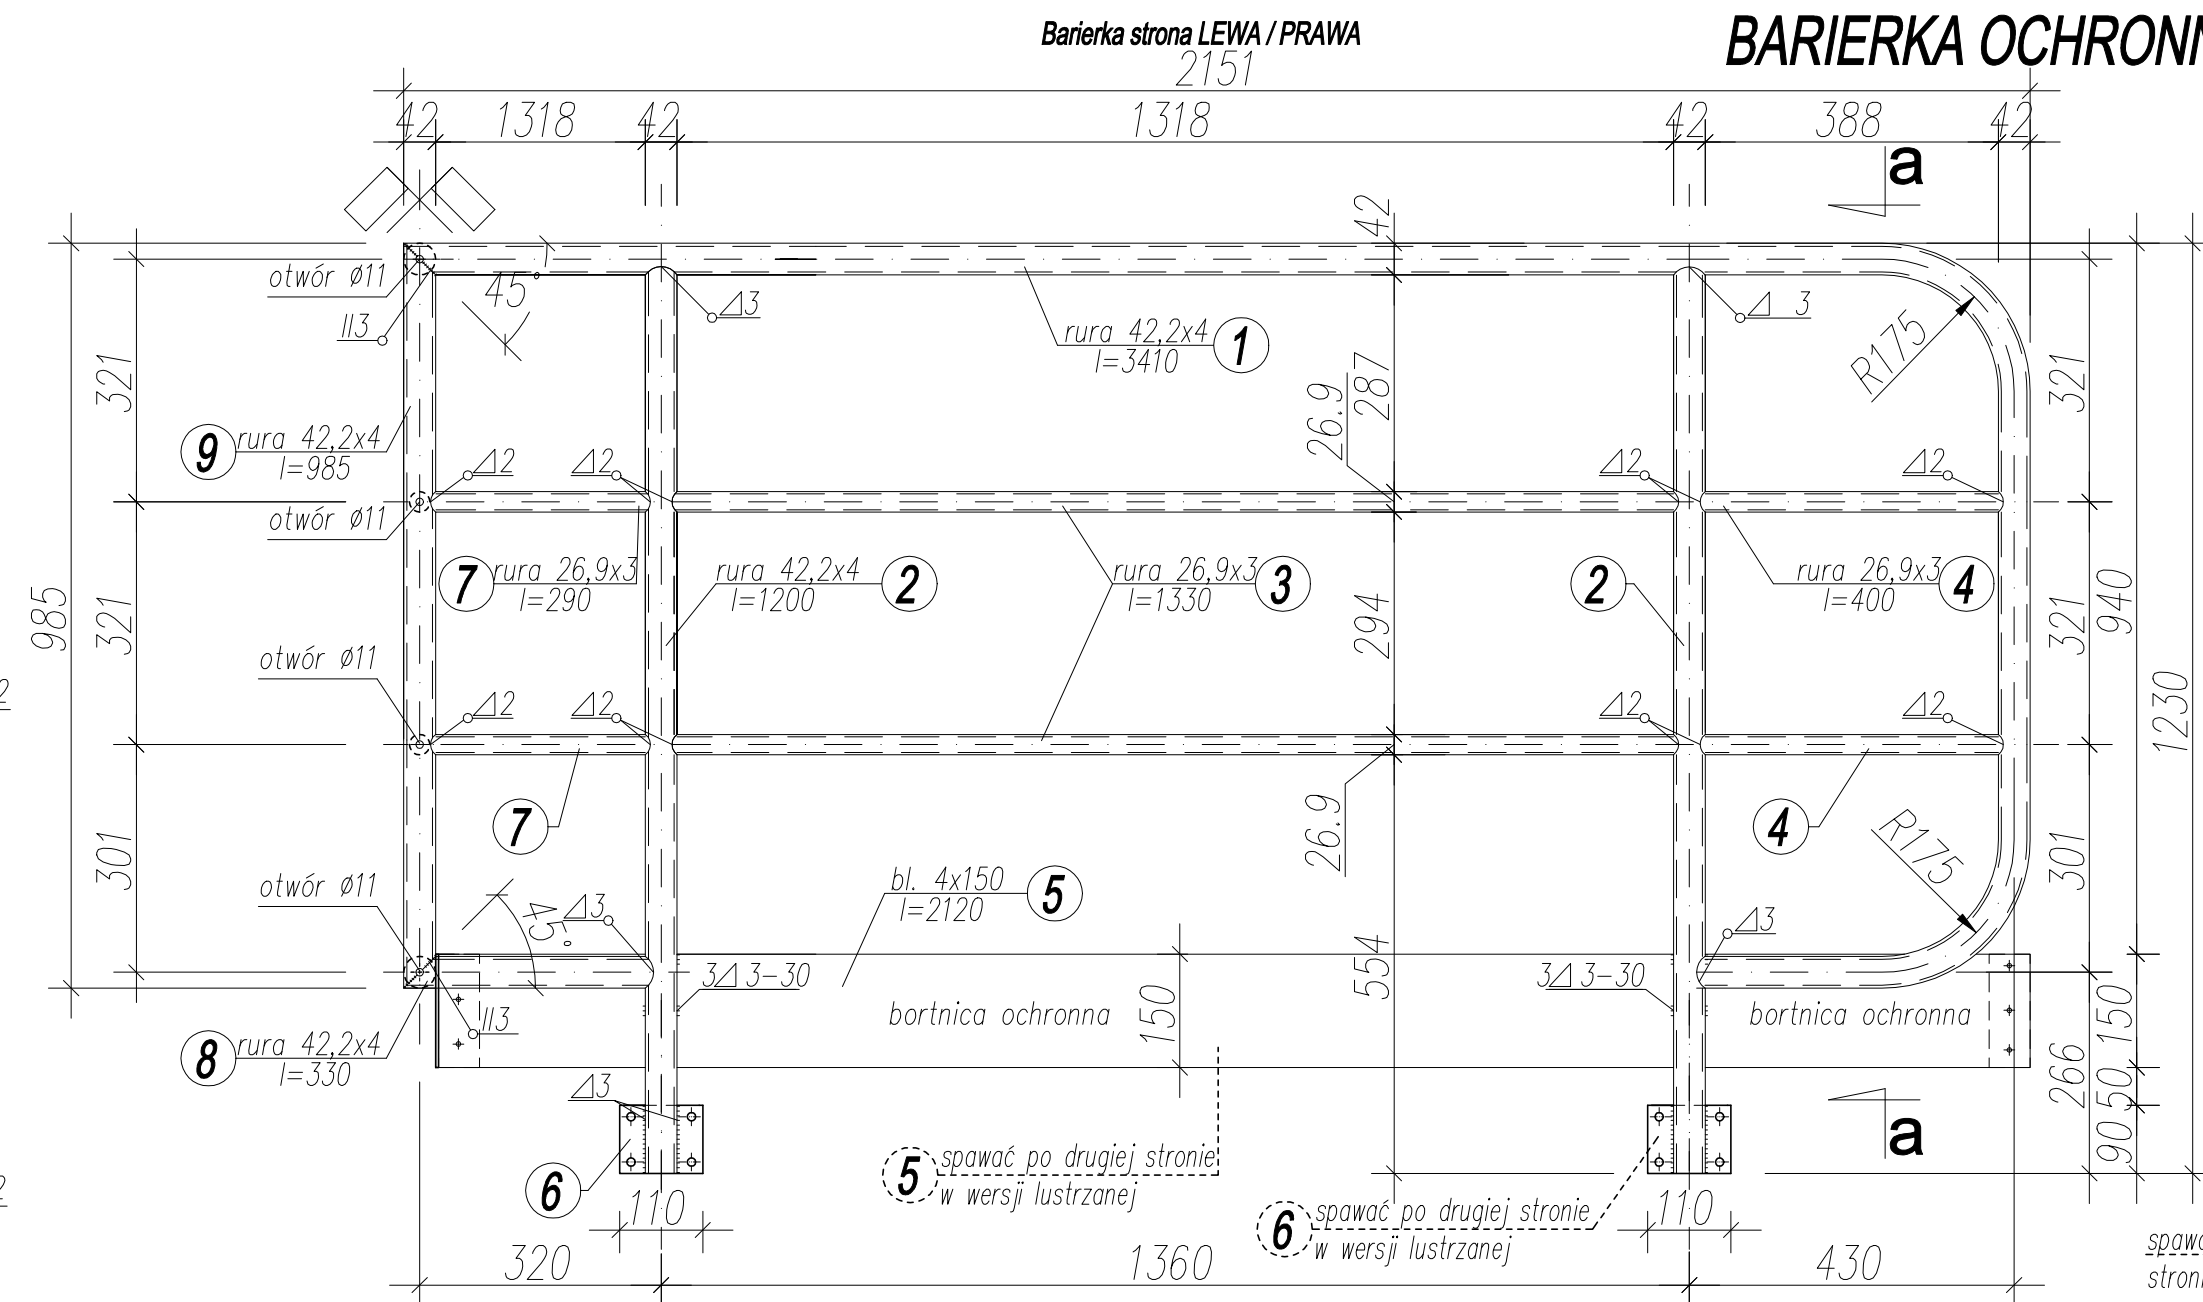 Barierka strona LEWA / PRAWA
BARIERKA OCHRONN
2151
42 1318 42 1318 42 388 42
a
42
otwór ø11
45°
II3
⊿3
⊿ 3
rura 42,2x4
l=3410
1
R175
321
287
26.9
321
9
rura 42,2x4
l=985
⊿2 ⊿2 ⊿2 ⊿2
otwór ø11
7
rura 26,9x3
l=290
rura 42,2x4
l=1200
2
rura 26,9x3
l=1330
3
2
rura 26,9x3
l=400
4
985
321
294
321
940
otwór ø11
1230
2
⊿2 ⊿2 ⊿2 ⊿2
7
26.9
4
R175
301
301
otwór ø11
45°
⊿3
bl. 4x150
l=2120
5
⊿3
554
3⊿ 3-30
3⊿ 3-30
bortnica ochronna
150
bortnica ochronna
150
II3
8
rura 42,2x4
l=330
266
50
90
⊿3
a
6
5
spawać po drugiej stronie
w wersji lustrzanej
6
spawać po drugiej stronie
w wersji lustrzanej
2
110
110
320
1360
430
spawa
stroni